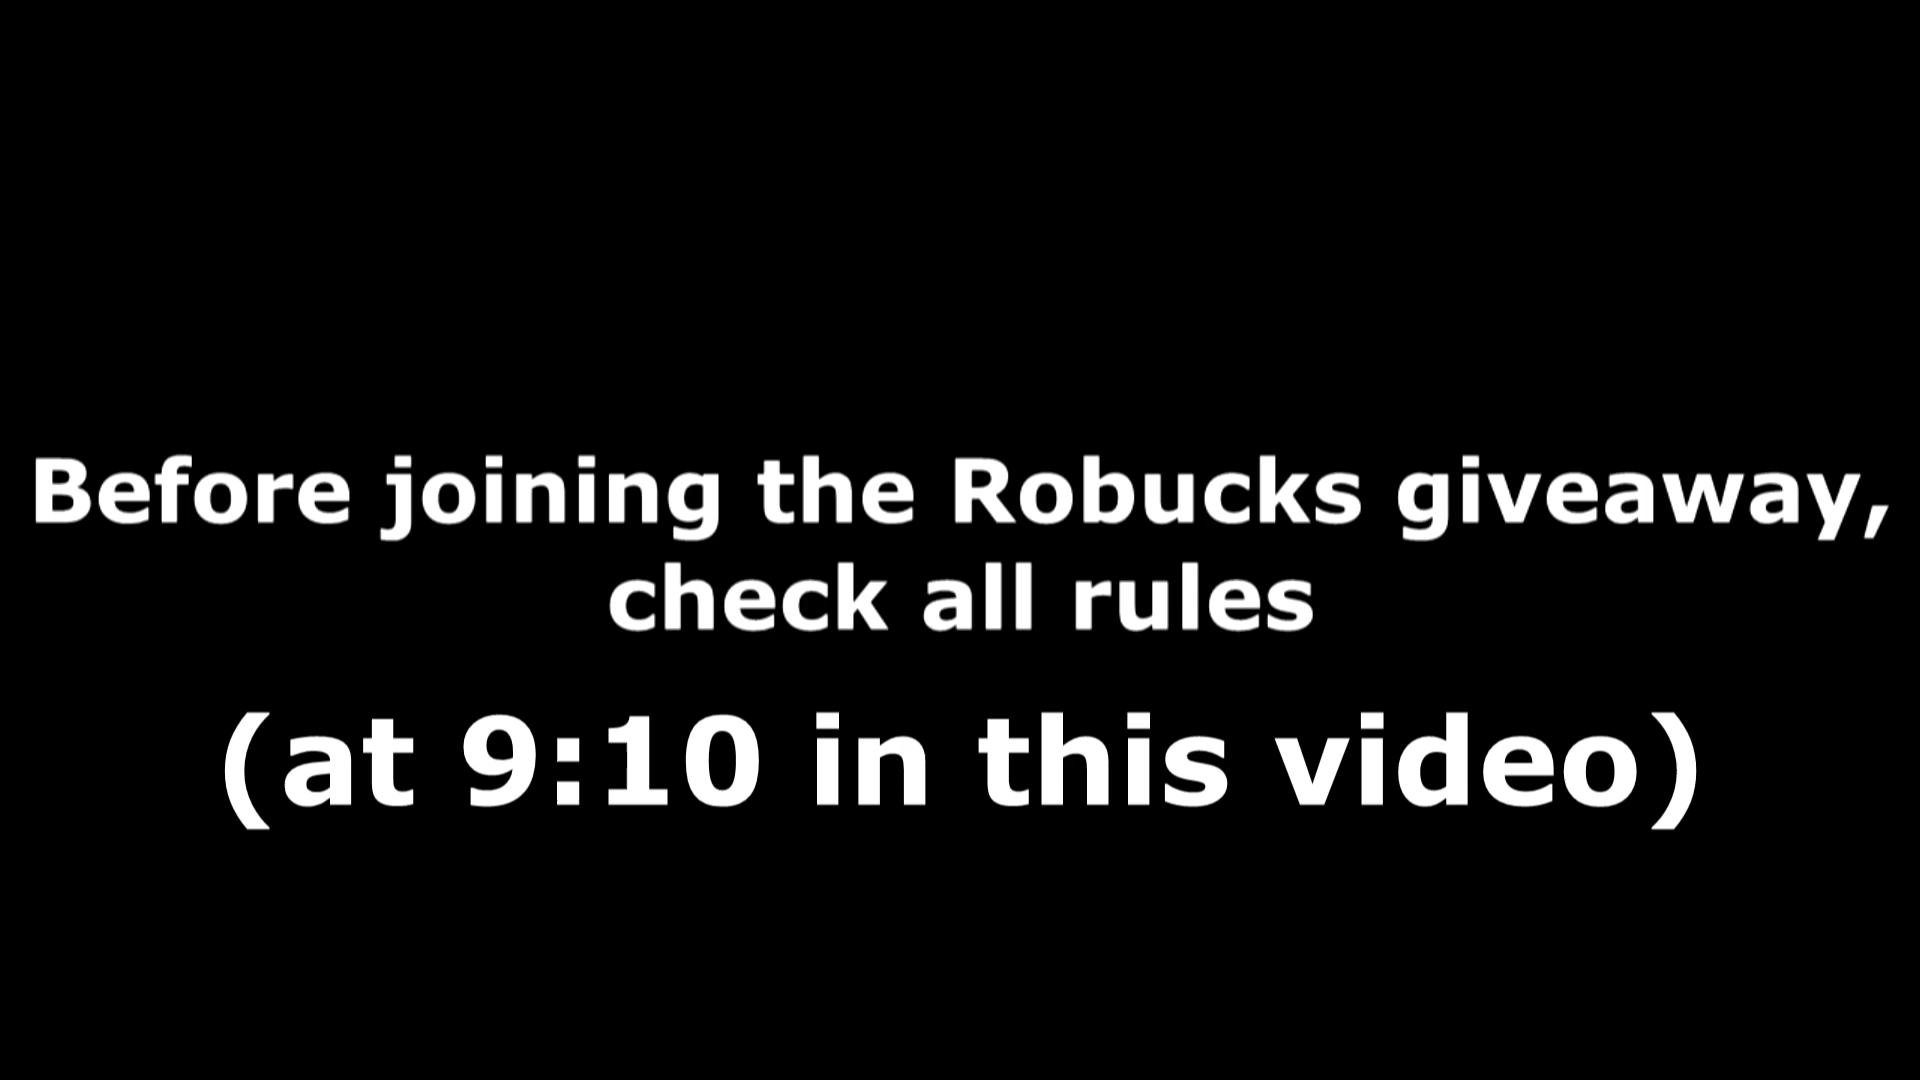 Before joining the Robucks giveaway,
check all rules
(at 9:10 in this video)